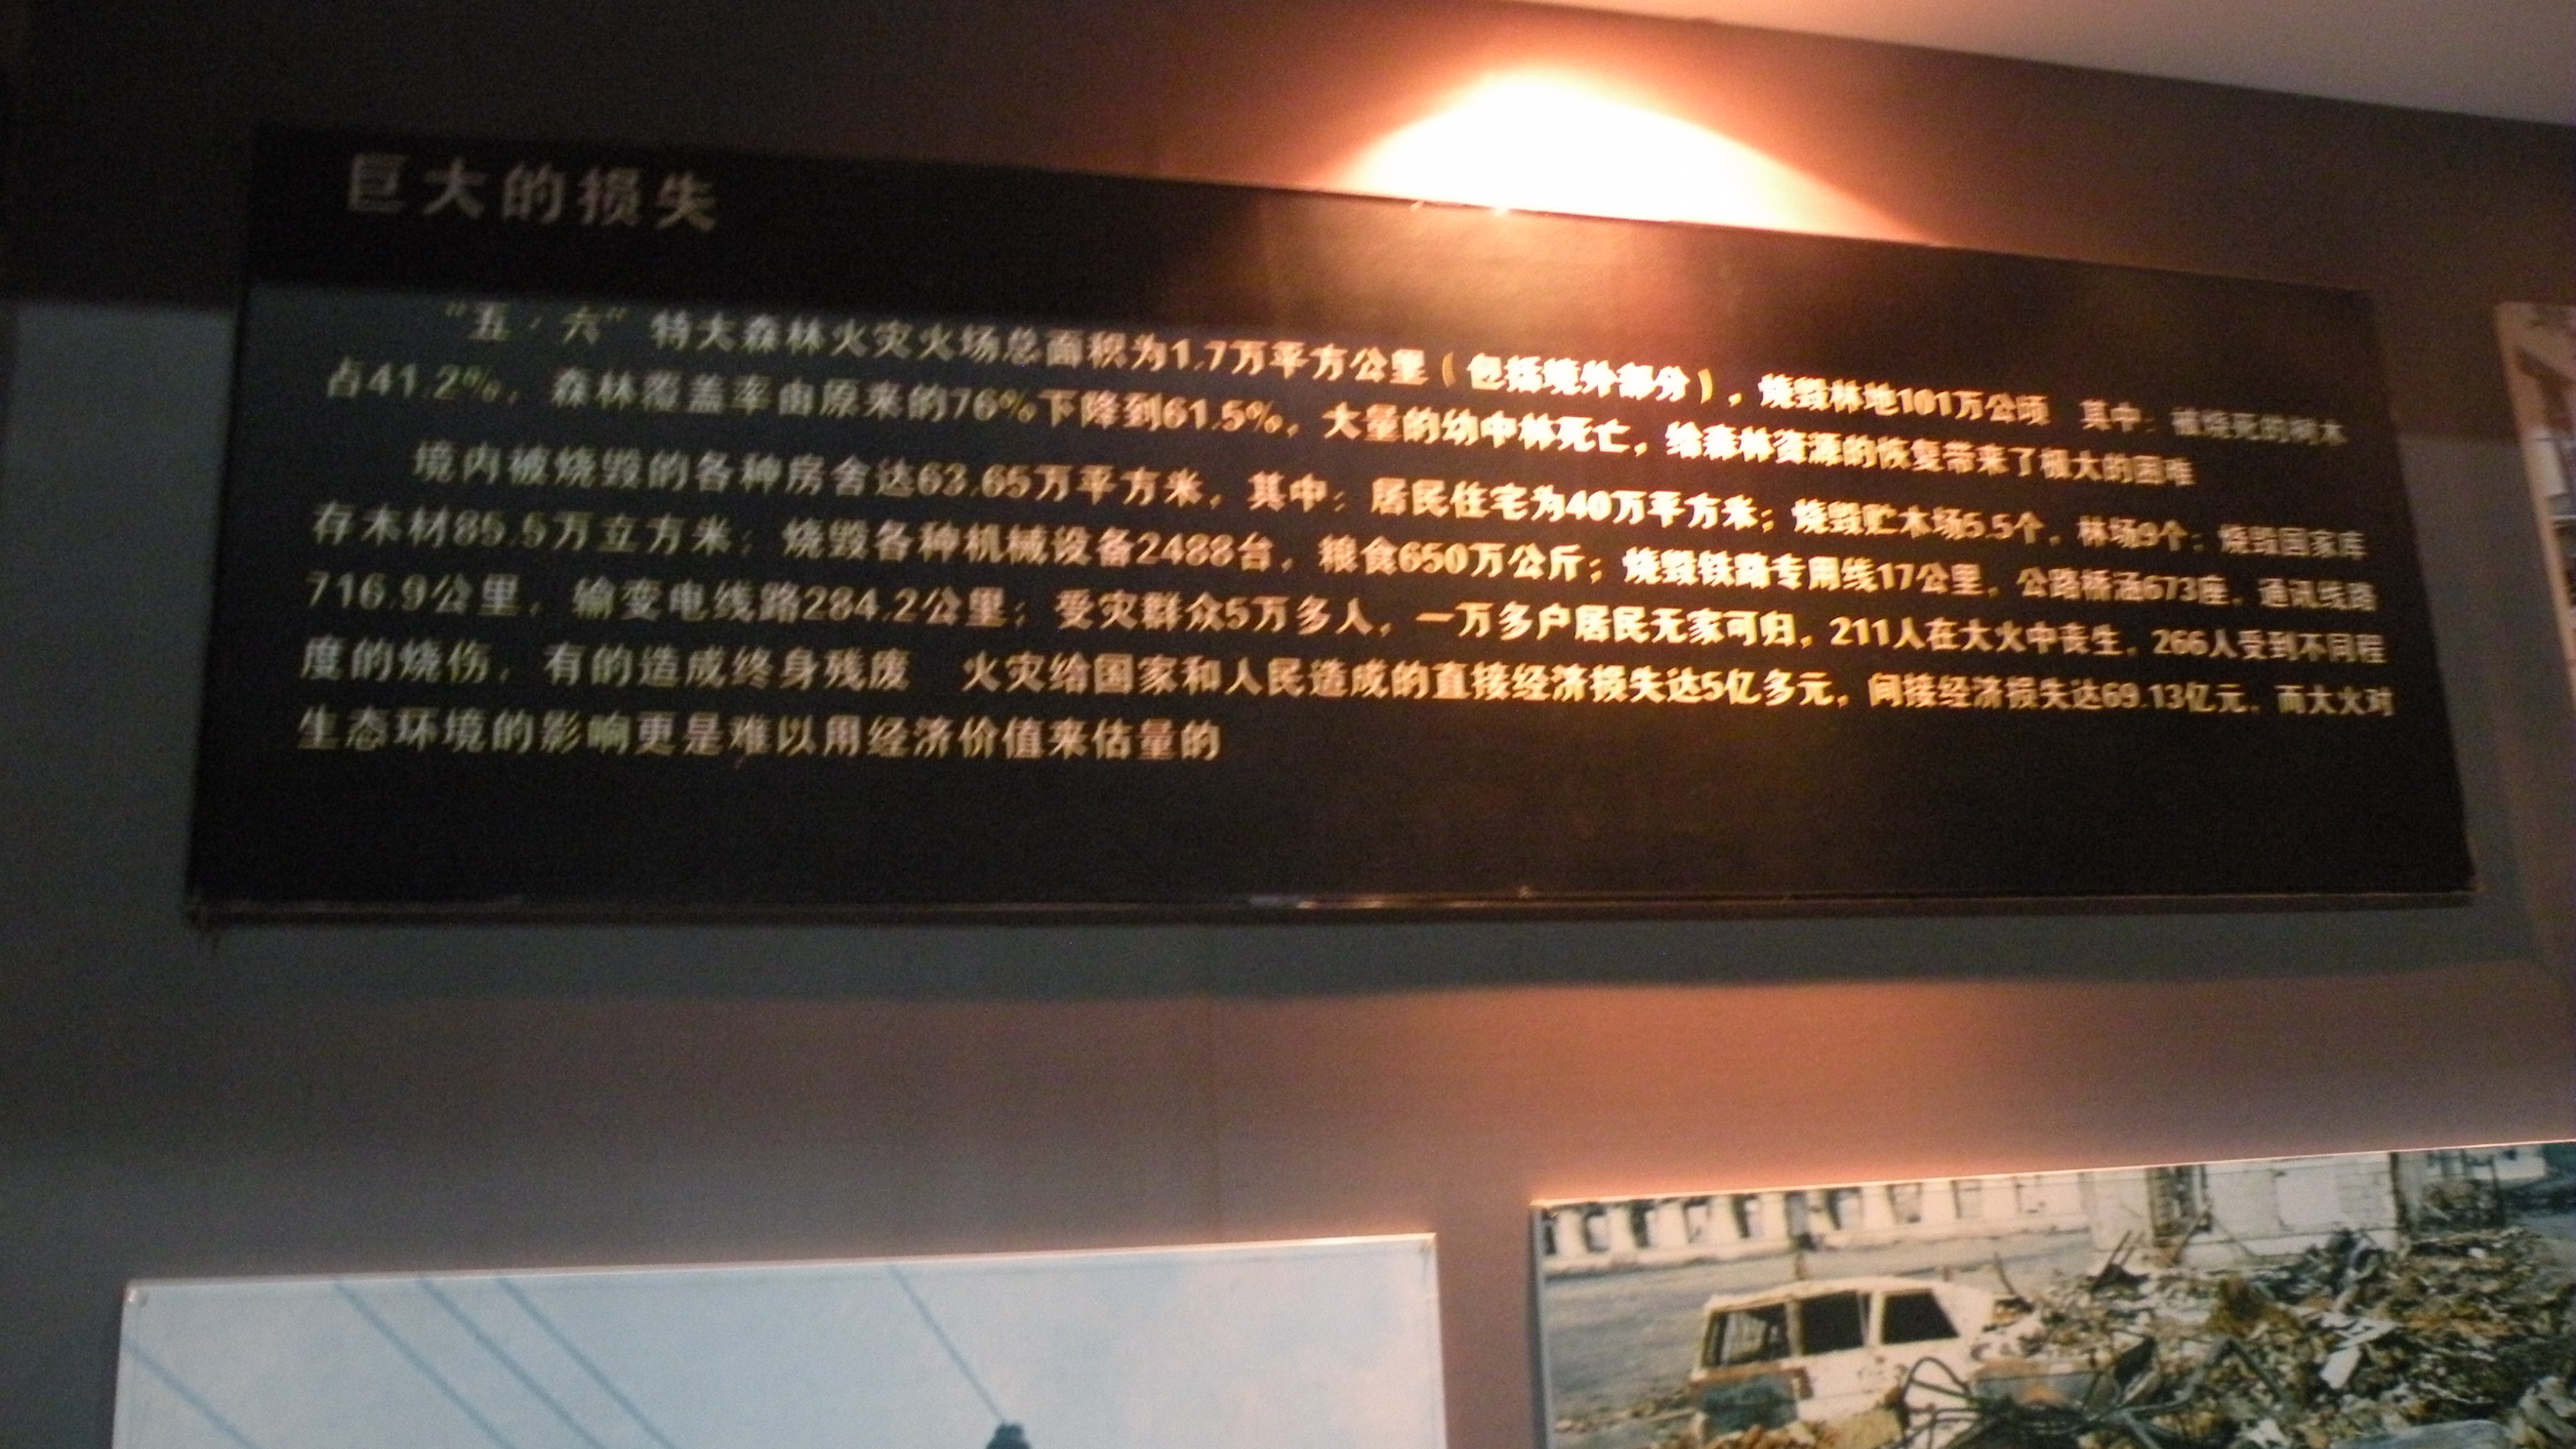 巨大的损失
“五·六”特大森林火灾火场总面积为1.7万平方公里（包括境外部分），烧毁林地101万公顷 其中：被烧死的树木
占41.2%，森林覆盖率由原来的76%下降到61.5%，大量的幼中林死亡，给森林资源的恢复带来了极大的困难
境内被烧毁的各种房舍达63.65万平方米，其中：居民住宅为40万平方米；烧毁贮木场5.5个，林场9个；烧毁国家库
存木材85.5万立方米；烧毁各种机械设备2488台，粮食650万公斤；烧毁铁路专用线17公里，公路桥涵673座，通讯线路
716.9公里，输变电线路284.2公里；受灾群众5万多人，一万多户居民无家可归，211人在大火中丧生，266人受到不同程
度的烧伤，有的造成终身残废 火灾给国家和人民造成的直接经济损失达5亿多元，间接经济损失达69.13亿元，而大火对
生态环境的影响更是难以用经济价值来估量的